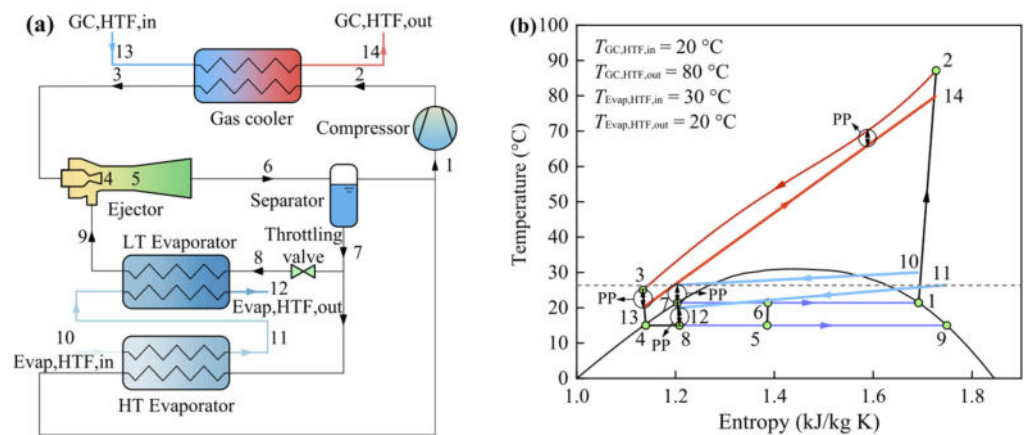 (a)
GC,HTF,in
GC,HTF,out
13
14
3
2
Gas cooler
Compressor
1
4
5
6
Ejector
Separator
7
9
LT Evaporator
Throttling
valve
8
12
Evap,HTF,out
10
11
Evap,HTF,in
HT Evaporator
(b)
T_GC,HTF,in = 20 °C
T_GC,HTF,out = 80 °C
T_Evap,HTF,in = 30 °C
T_Evap,HTF,out = 20 °C
2
14
PP
3
10
11
PP
7
PP
1
13
12
6
4
PP
8
5
9
100
90
80
70
60
50
40
30
20
10
0
Temperature (°C)
1.0
1.2
1.4
1.6
1.8
Entropy (kJ/kg K)